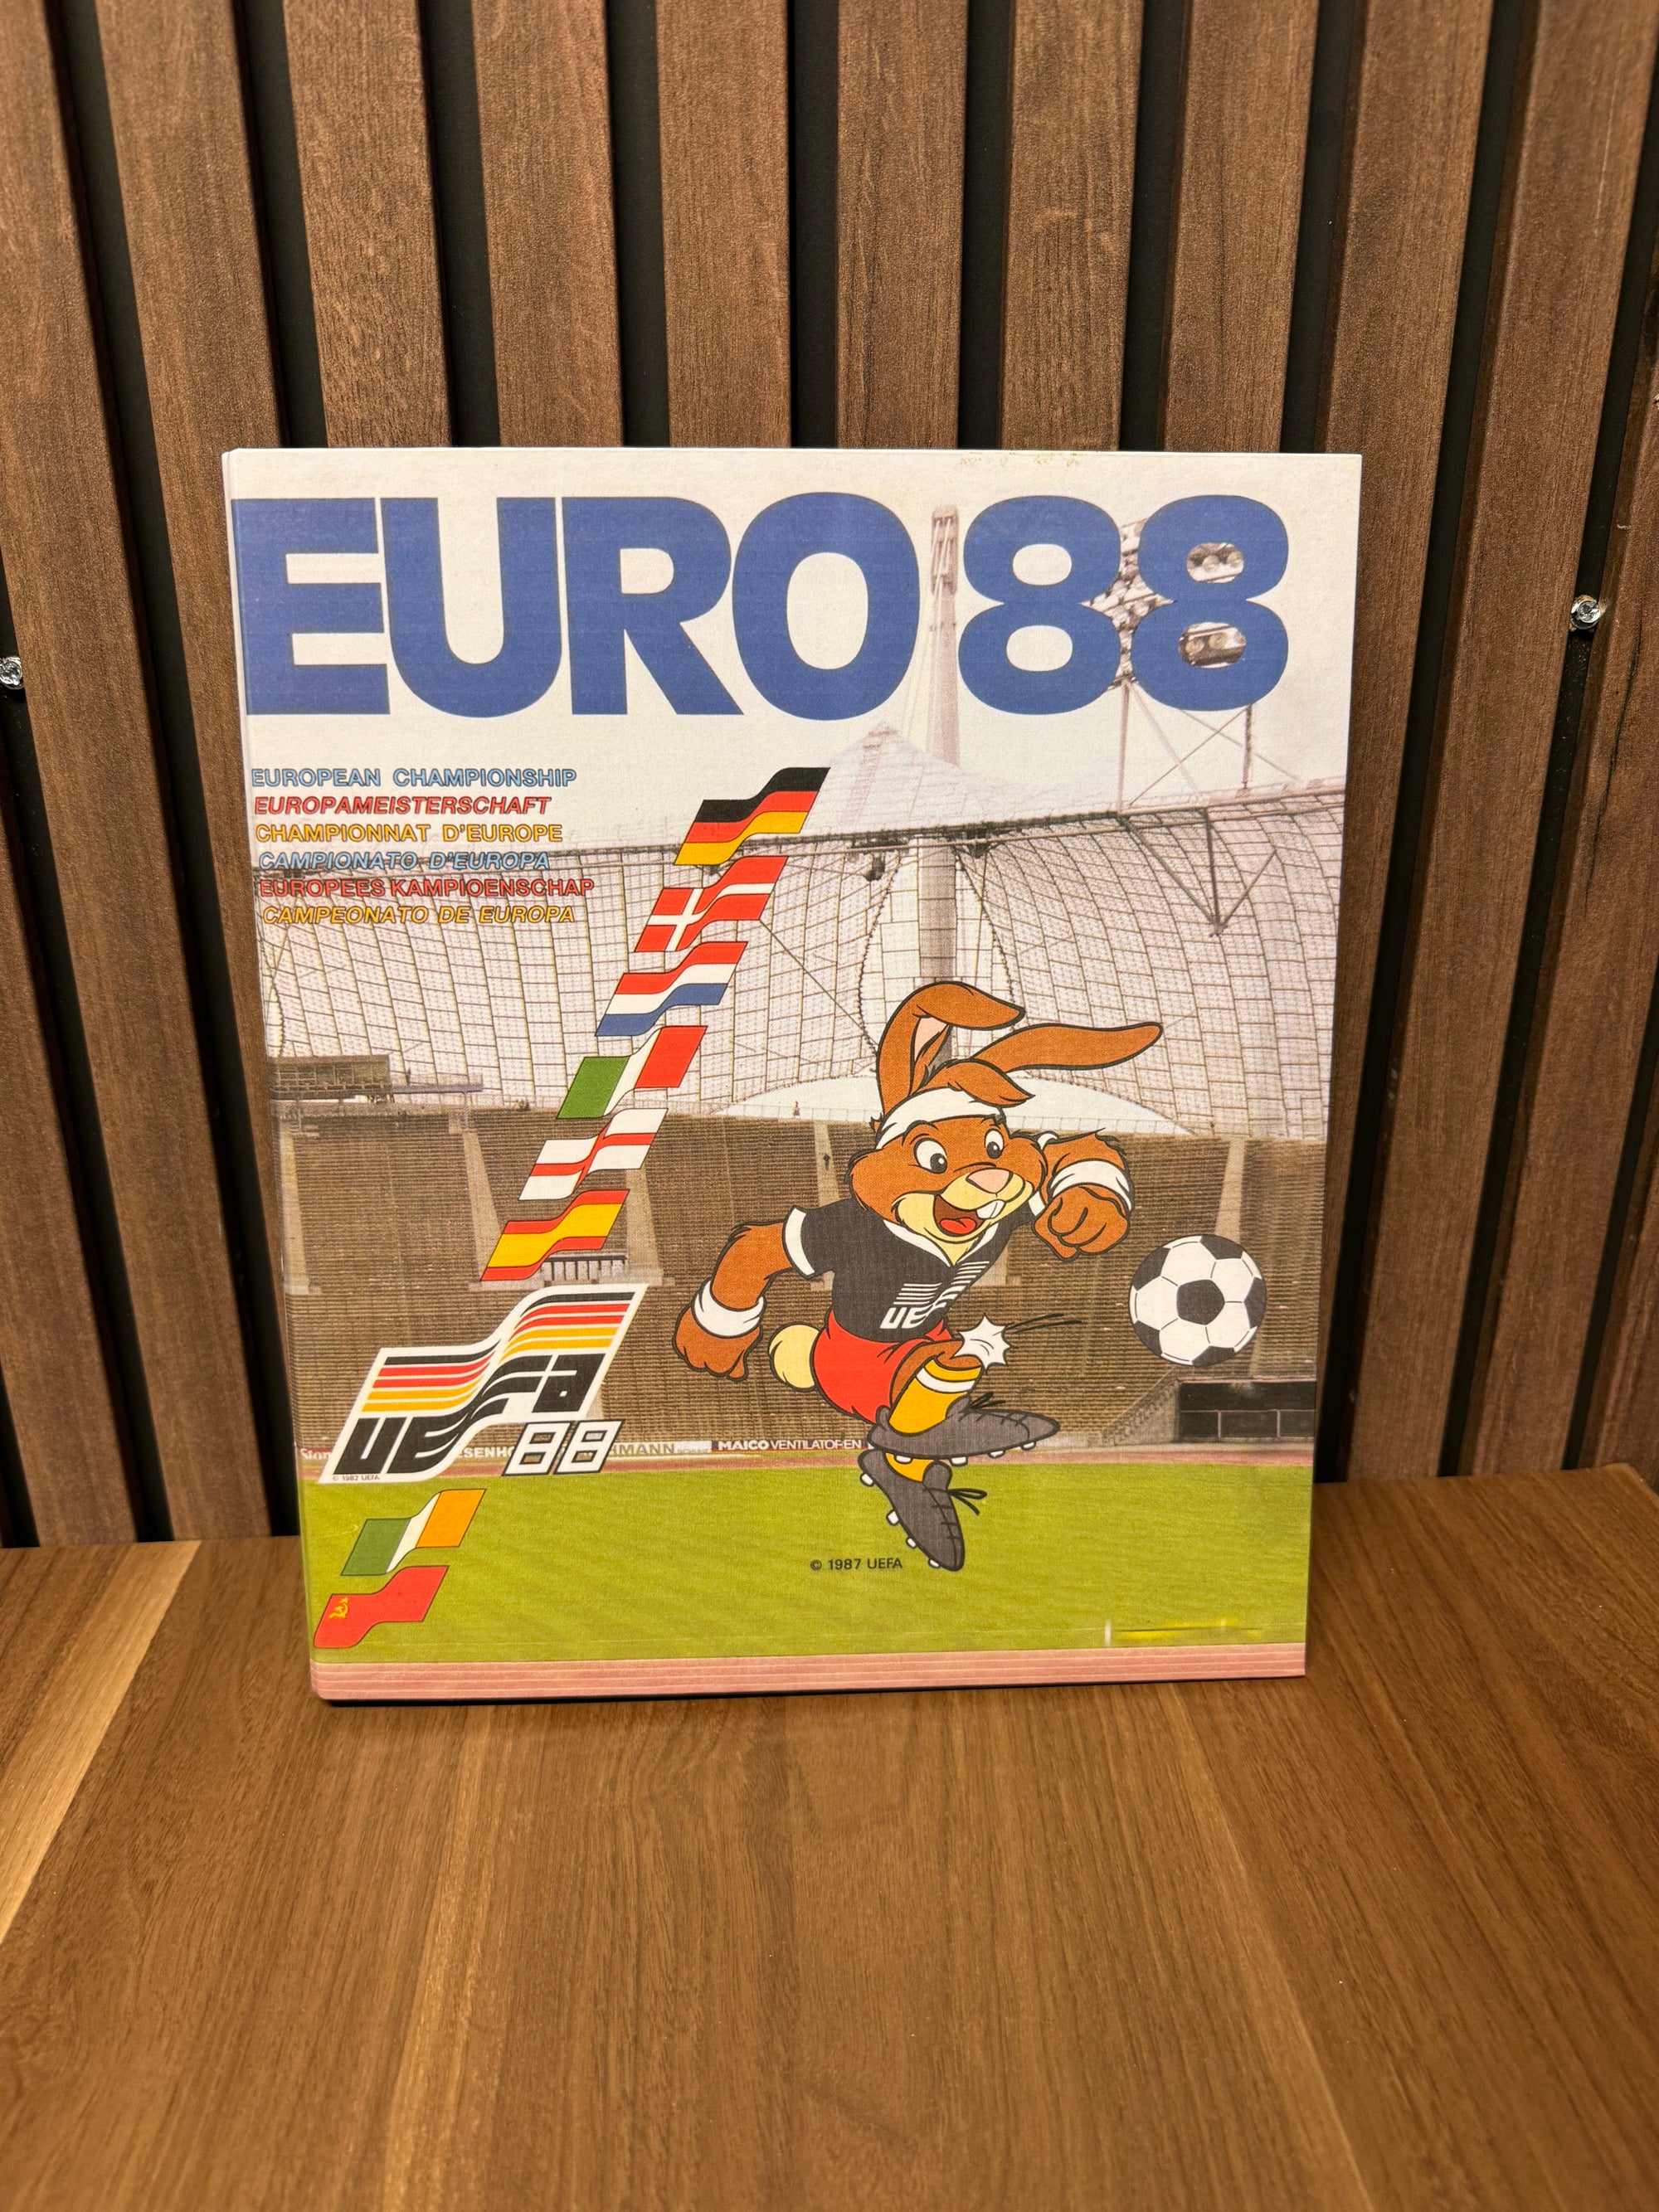 EURO 88
EUROPEAN CHAMPIONSHIP
EUROPAMEISTERSCHAFT
CHAMPIONNAT D'EUROPE
CAMPIONATO D'EUROPA
EUROPEES KAMPIOENSCHAP
CAMPEONATO DE EUROPA
UEFA
UEFA
88
MAICO VENTILATOREN
© 1982 UEFA
© 1987 UEFA